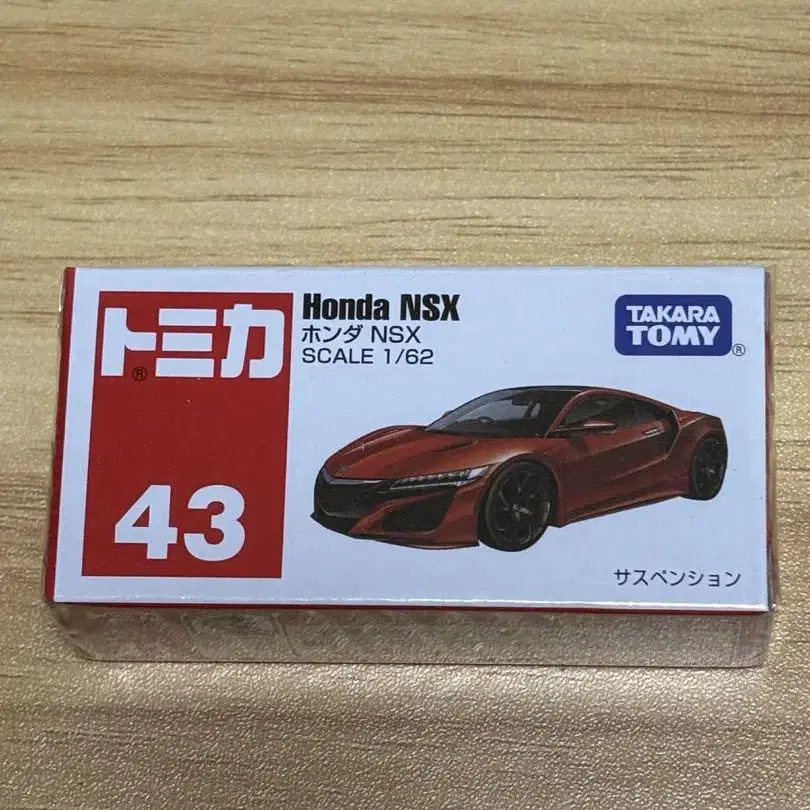 トミカ®
43
Honda NSX
ホンダ NSX
SCALE 1/62
TAKARA
TOMY®
サスペンション